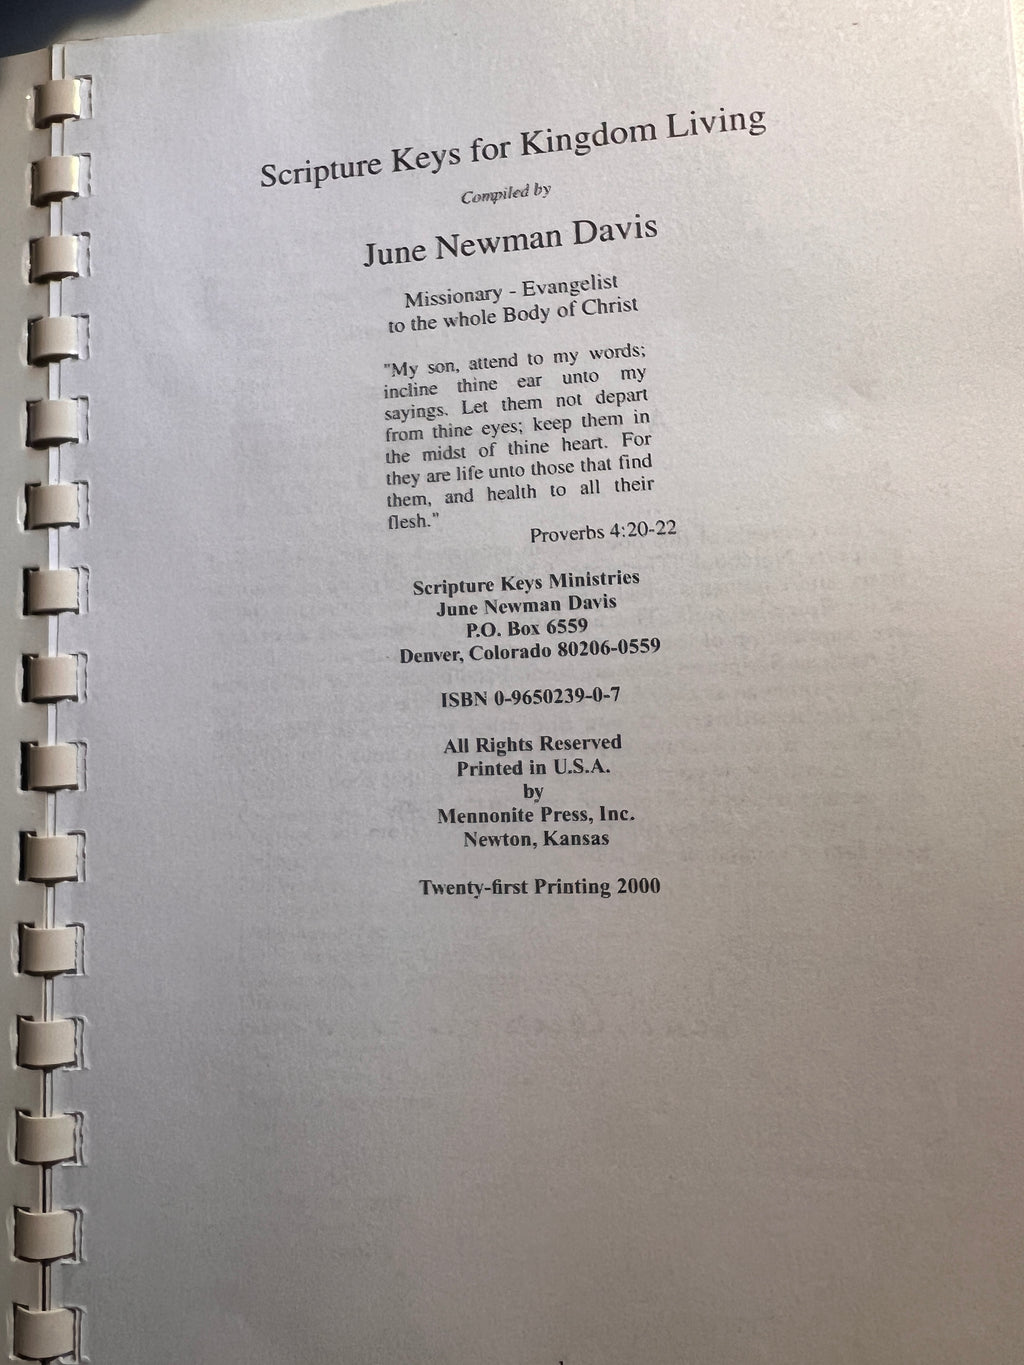 Scripture Keys for Kingdom Living
Compiled by
June Newman Davis
Missionary - Evangelist
to the whole Body of Christ
"My son, attend to my words;
incline thine ear unto my
sayings. Let them not depart
from thine eyes; keep them in
the midst of thine heart. For
they are life unto those that find
them, and health to all their
flesh."
Proverbs 4:20-22
Scripture Keys Ministries
June Newman Davis
P.O. Box 6559
Denver, Colorado 80206-0559
ISBN 0-9650239-0-7
All Rights Reserved
Printed in U.S.A.
by
Mennonite Press, Inc.
Newton, Kansas
Twenty-first Printing 2000